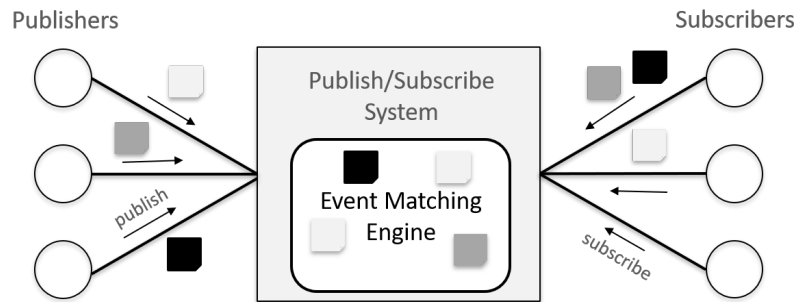 Publishers
Subscribers
Publish/Subscribe
System
Event Matching
Engine
publish
subscribe